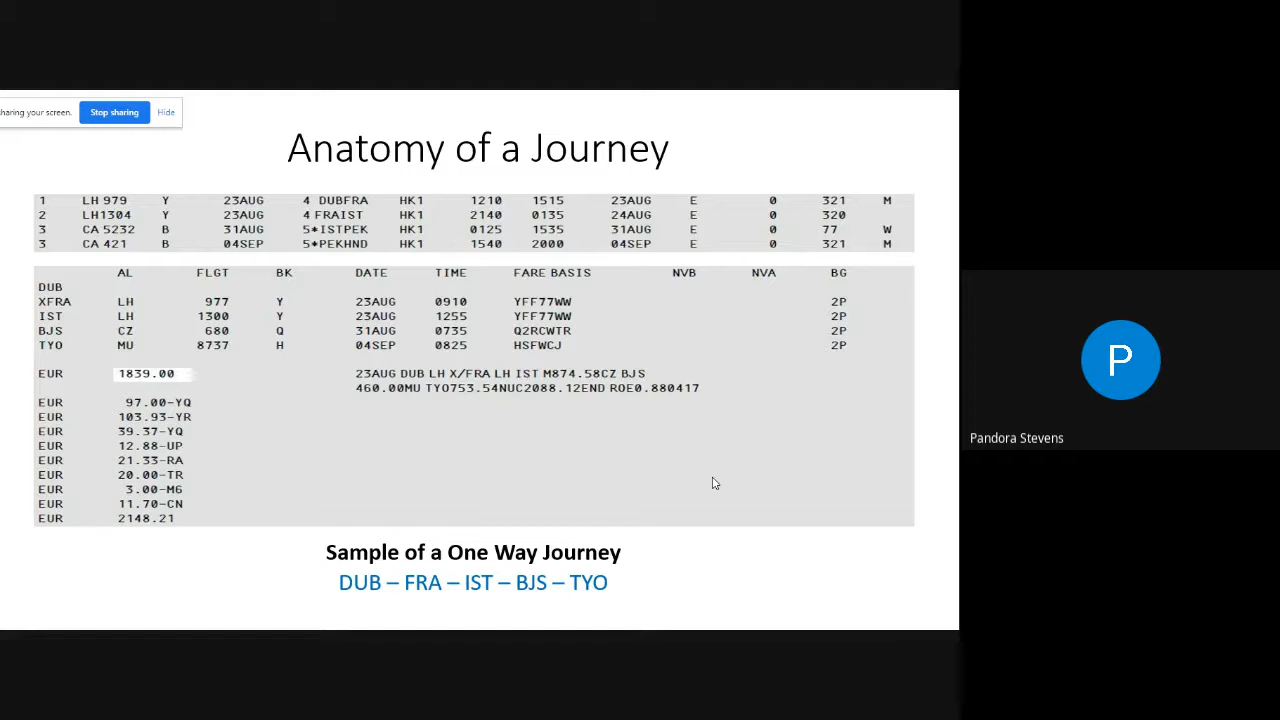 sharing your screen. Stop sharing Hide
Anatomy of a Journey
1 LH 979 Y 23AUG 4 DUBFRA HK1 1210 1515 23AUG E 0 321 M
2 LH1304 Y 23AUG 4 FRAIST HK1 2140 0135 24AUG E 0 320
3 CA 5232 B 31AUG 5*ISTPEK HK1 0125 1535 31AUG E 0 77 W
3 CA 421 B 04SEP 5*PEKHND HK1 1540 2000 04SEP E 0 321 M
AL FLGT BK DATE TIME FARE BASIS NVB NVA BG
DUB
XFRA LH 977 Y 23AUG 0910 YFF77WW 2P
IST LH 1300 Y 23AUG 1255 YFF77WW 2P
BJS CZ 680 Q 31AUG 0735 Q2RCWTR 2P
TYO MU 8737 H 04SEP 0825 HSFWCJ 2P
EUR 1839.00 23AUG DUB LH X/FRA LH IST M874.58CZ BJS
460.00MU TYO753.54NUC2088.12END ROE0.880417
EUR 97.00-YQ
EUR 103.93-YR
EUR 39.37-YQ
EUR 12.88-UP
EUR 21.33-RA
EUR 20.00-TR
EUR 3.00-M6
EUR 11.70-CN
EUR 2148.21
Sample of a One Way Journey
DUB – FRA – IST – BJS – TYO
P
Pandora Stevens